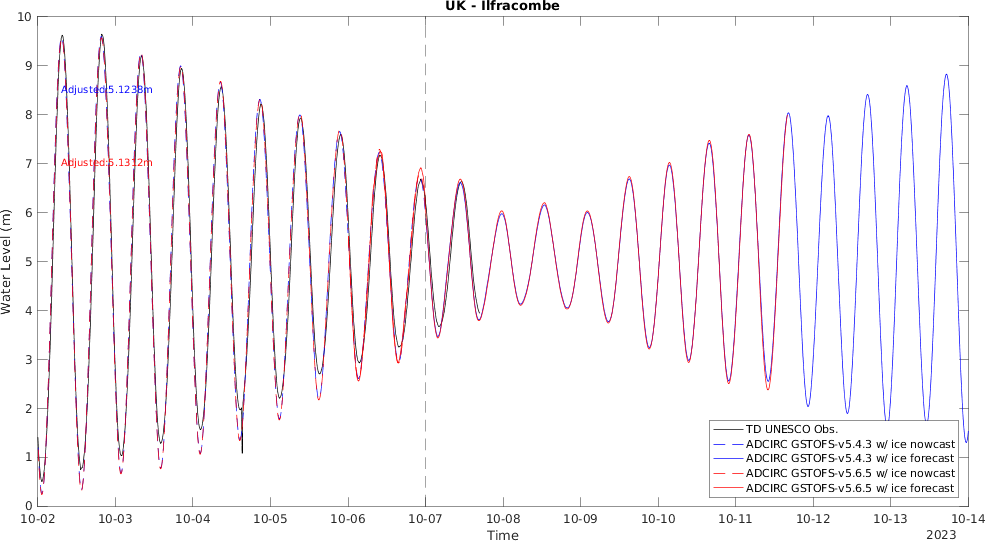 UK - Ilfracombe
10
9
8
7
6
5
4
3
2
1
0
Water Level (m)
Adjusted:5.1238m
Adjusted:5.1312m
TD UNESCO Obs.
ADCIRC GSTOFS-v5.4.3 w/ ice nowcast
ADCIRC GSTOFS-v5.4.3 w/ ice forecast
ADCIRC GSTOFS-v5.6.5 w/ ice nowcast
ADCIRC GSTOFS-v5.6.5 w/ ice forecast
10-02 10-03 10-04 10-05 10-06 10-07 10-08 10-09 10-10 10-11 10-12 10-13 10-14
Time
2023